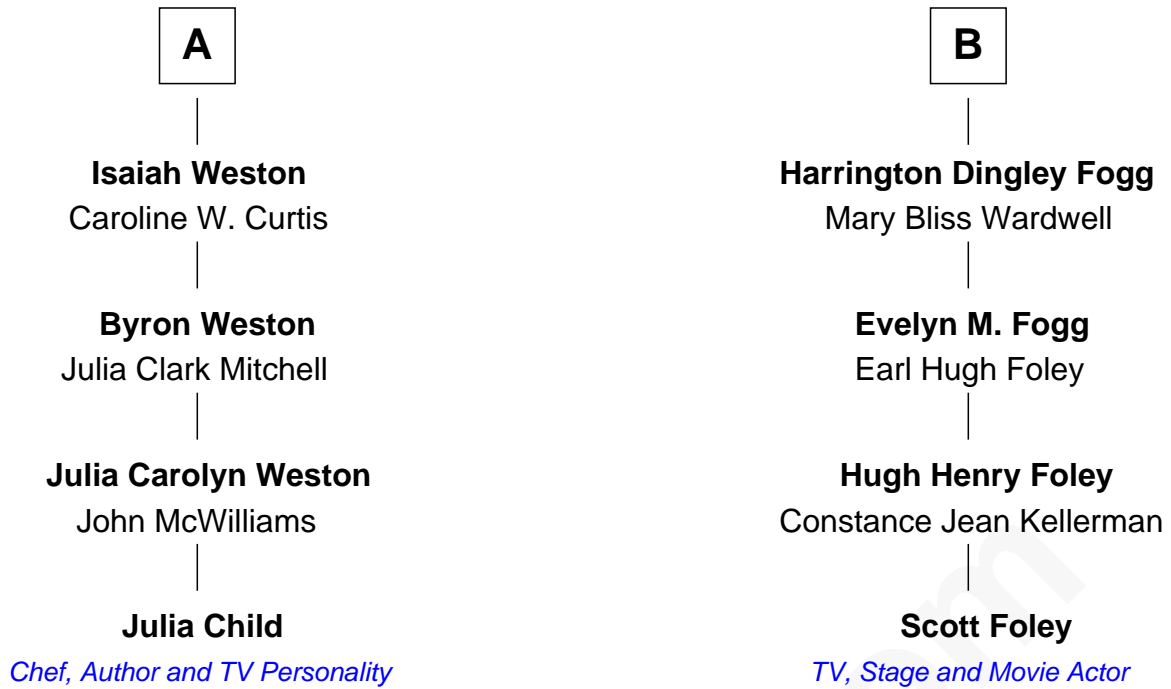 A
Isaiah Weston
Caroline W. Curtis
Byron Weston
Julia Clark Mitchell
Julia Carolyn Weston
John McWilliams
Julia Child
Chef, Author and TV Personality
B
Harrington Dingley Fogg
Mary Bliss Wardwell
Evelyn M. Fogg
Earl Hugh Foley
Hugh Henry Foley
Constance Jean Kellerman
Scott Foley
TV, Stage and Movie Actor